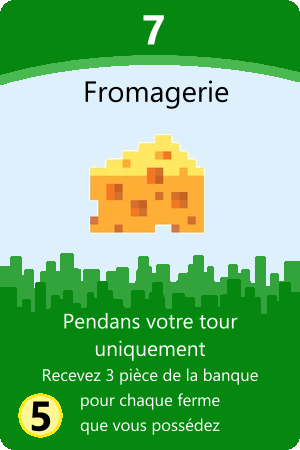 7
Fromagerie
Pendans votre tour
uniquement
Recevez 3 pièce de la banque
pour chaque ferme
que vous possédez
5